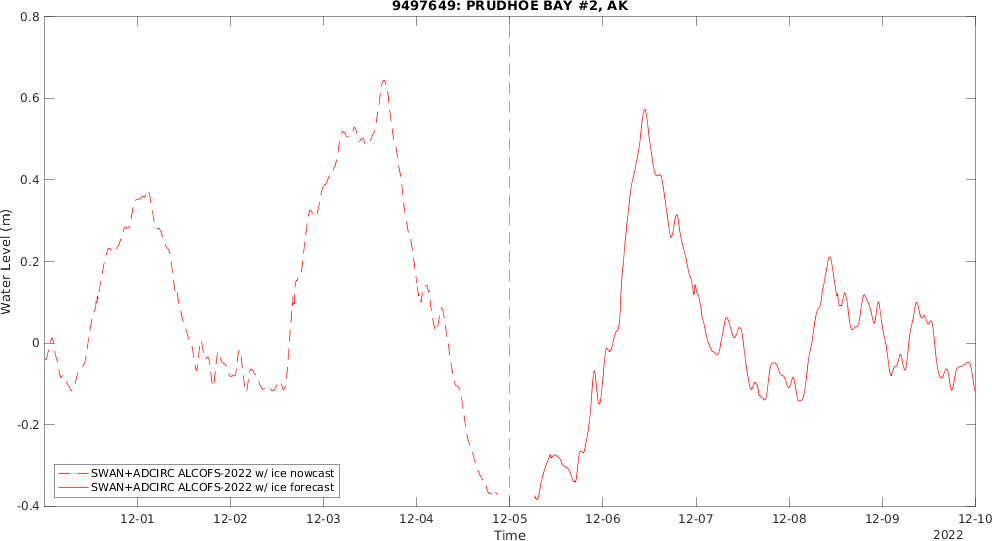 9497649: PRUDHOE BAY #2, AK
0.8
0.6
0.4
0.2
0
-0.2
-0.4
Water Level (m)
SWAN+ADCIRC ALCOFS-2022 w/ ice nowcast
SWAN+ADCIRC ALCOFS-2022 w/ ice forecast
12-01 12-02 12-03 12-04 12-05 12-06 12-07 12-08 12-09 12-10
Time
2022